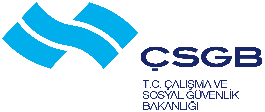 ÇSGB
T.C. ÇALIŞMA VE
SOSYAL GÜVENLİK
BAKANLIĞI